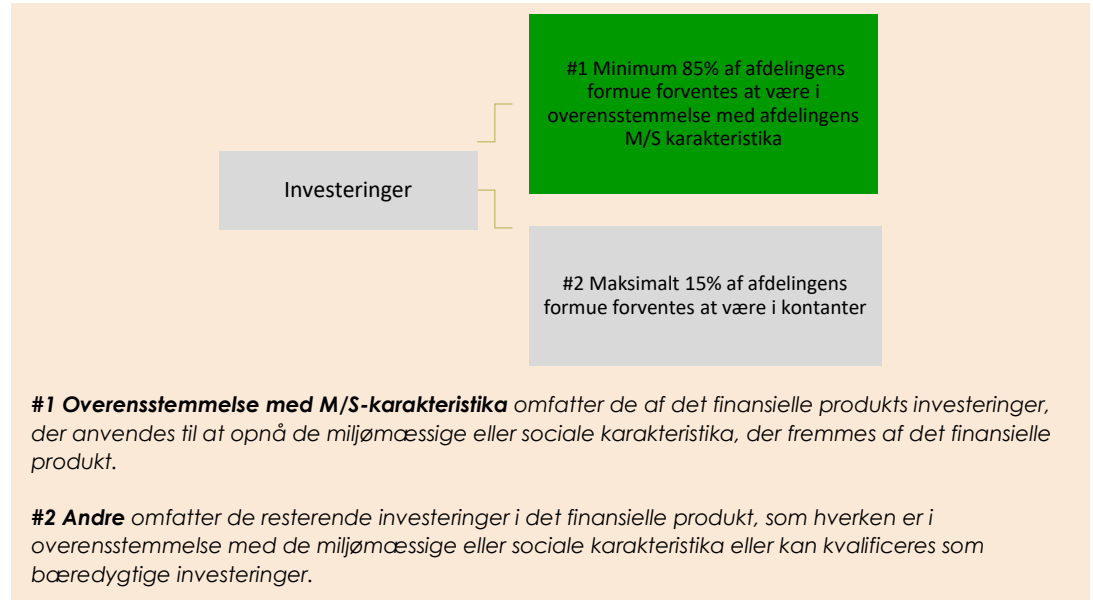 #1 Minimum 85% af afdelingens
formue forventes at være i
overensstemmelse med afdelingens
M/S karakteristika
Investeringer
#2 Maksimalt 15% af afdelingens
formue forventes at være i kontanter
#1 Overensstemmelse med M/S-karakteristika omfatter de af det finansielle produkts investeringer,
der anvendes til at opnå de miljømæssige eller sociale karakteristika, der fremmes af det finansielle
produkt.
#2 Andre omfatter de resterende investeringer i det finansielle produkt, som hverken er i
overensstemmelse med de miljømæssige eller sociale karakteristika eller kan kvalificeres som
bæredygtige investeringer.